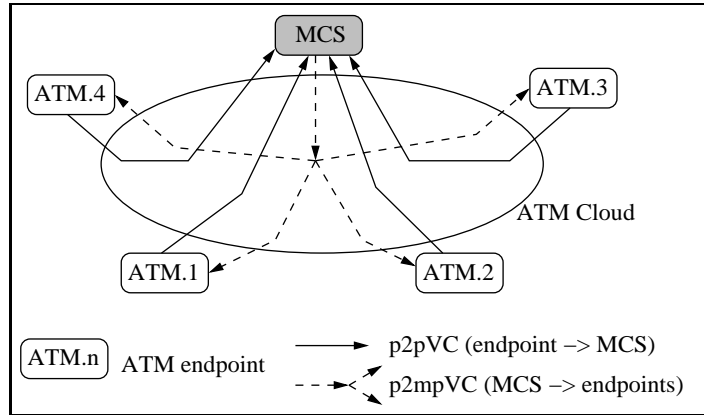 MCS
ATM.4
ATM.3
ATM Cloud
ATM.1
ATM.2
ATM.n
ATM endpoint
p2pVC (endpoint −> MCS)
p2mpVC (MCS −> endpoints)